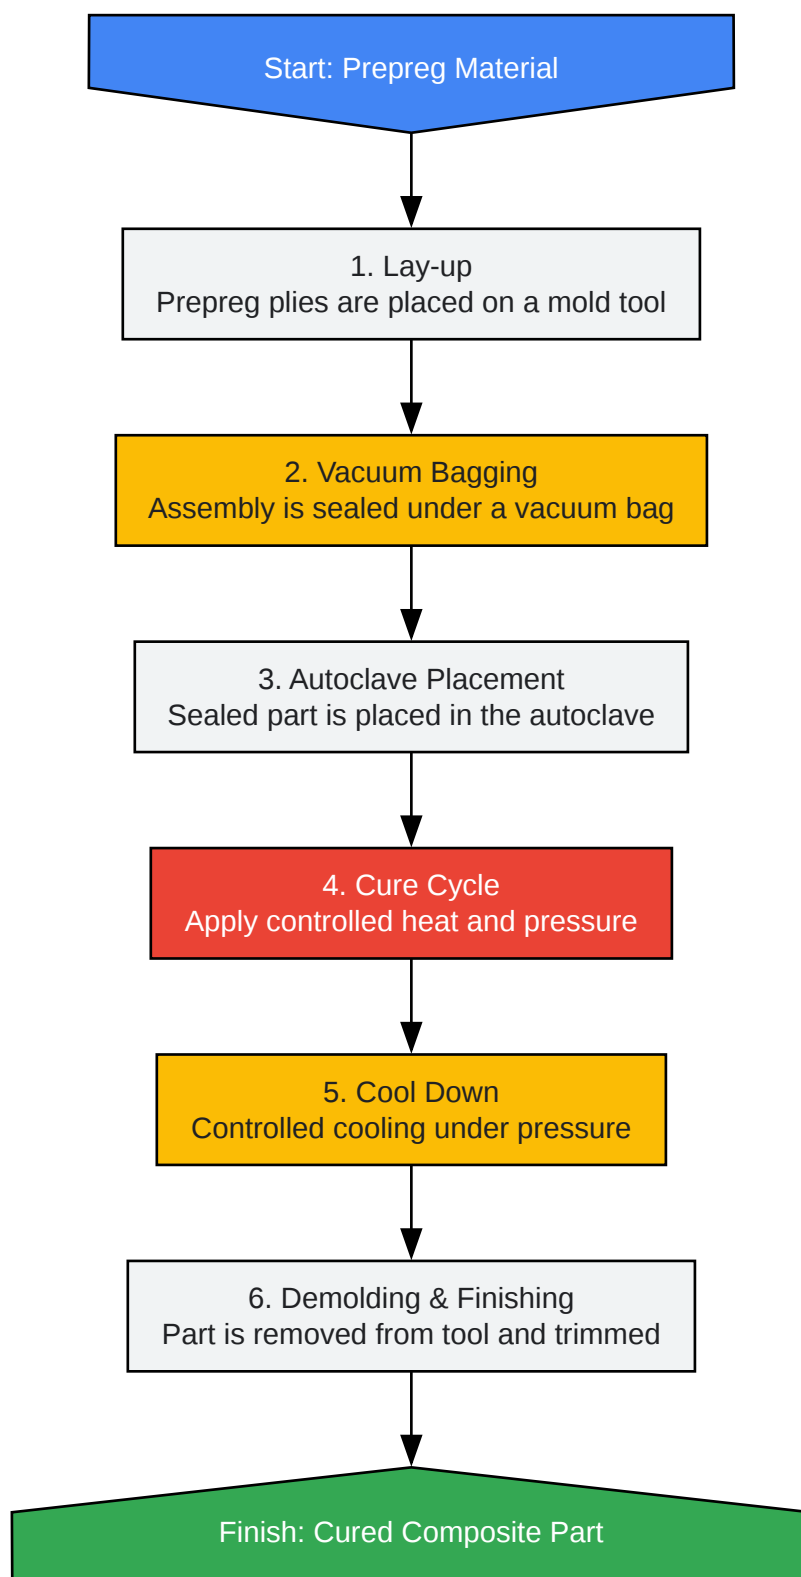 Start: Prepreg Material
1. Lay-up
Prepreg plies are placed on a mold tool
2. Vacuum Bagging
Assembly is sealed under a vacuum bag
3. Autoclave Placement
Sealed part is placed in the autoclave
4. Cure Cycle
Apply controlled heat and pressure
5. Cool Down
Controlled cooling under pressure
6. Demolding & Finishing
Part is removed from tool and trimmed
Finish: Cured Composite Part